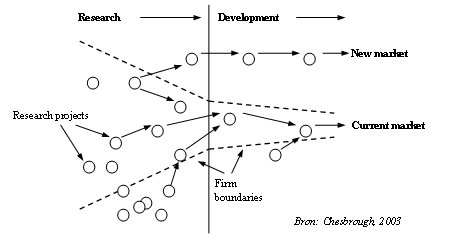 Research
Development
New market
Research projects
Current market
Firm
boundaries
Bron: Chesbrough, 2003